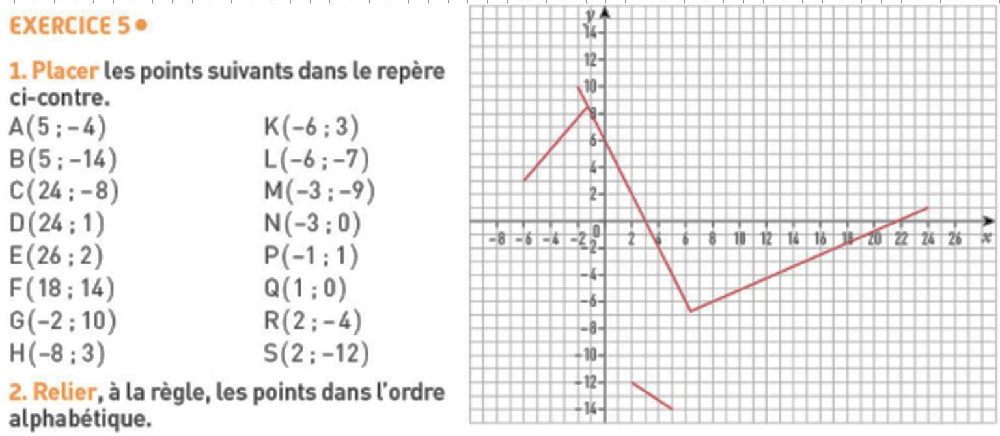 EXERCICE 5 •
1. Placer les points suivants dans le repère
ci-contre.
A(5 ; –4)
B(5 ; –14)
C(24 ; –8)
D(24 ; 1)
E(26 ; 2)
F(18 ; 14)
G(–2 ; 10)
H(–8 ; 3)
K(–6 ; 3)
L(–6 ; –7)
M(–3 ; –9)
N(–3 ; 0)
P(–1 ; 1)
Q(1 ; 0)
R(2 ; –4)
S(2 ; –12)
2. Relier, à la règle, les points dans l'ordre
alphabétique.
y
14
12
10
8
6
4
2
0
–8 –6 –4 –2 2 4 6 8 10 12 14 16 18 20 22 24 26 x
–2
–4
–6
–8
–10
–12
–14